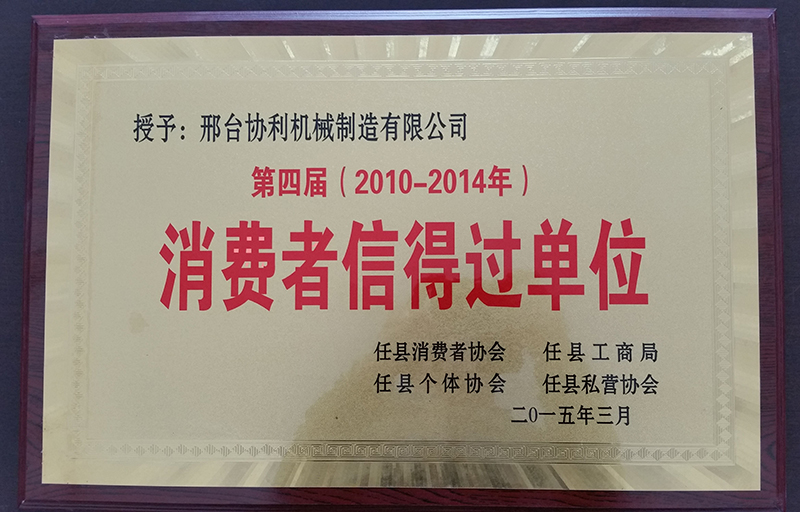 授予：邢台协利机械制造有限公司
第四届（2010-2014年）
消费者信得过单位
任县消费者协会 任县工商局
任县个体协会 任县私营协会
二〇一五年三月